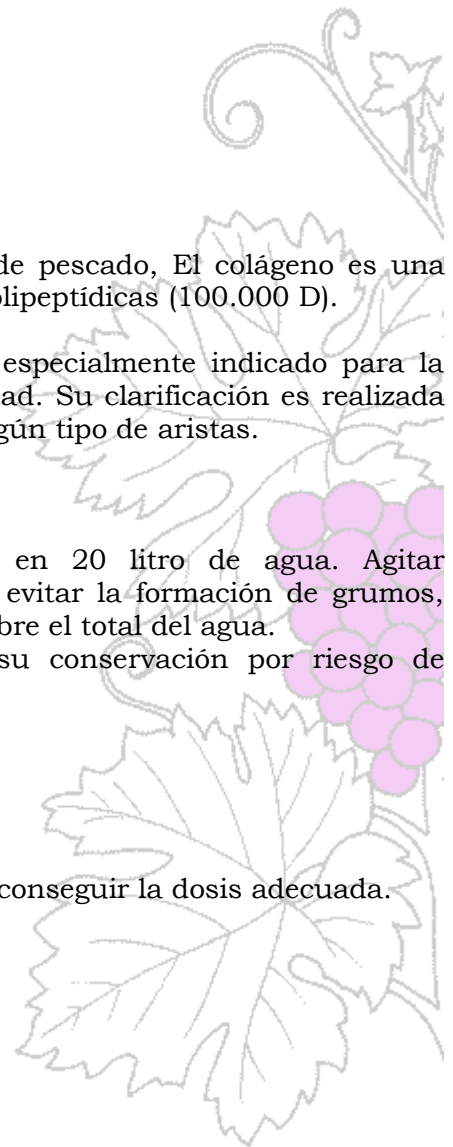 de pescado, El colágeno es una
olipeptídicas (100.000 D).
especialmente indicado para la
ad. Su clarificación es realizada
gún tipo de aristas.
en 20 litro de agua. Agitar
evitar la formación de grumos,
bre el total del agua.
su conservación por riesgo de
conseguir la dosis adecuada.